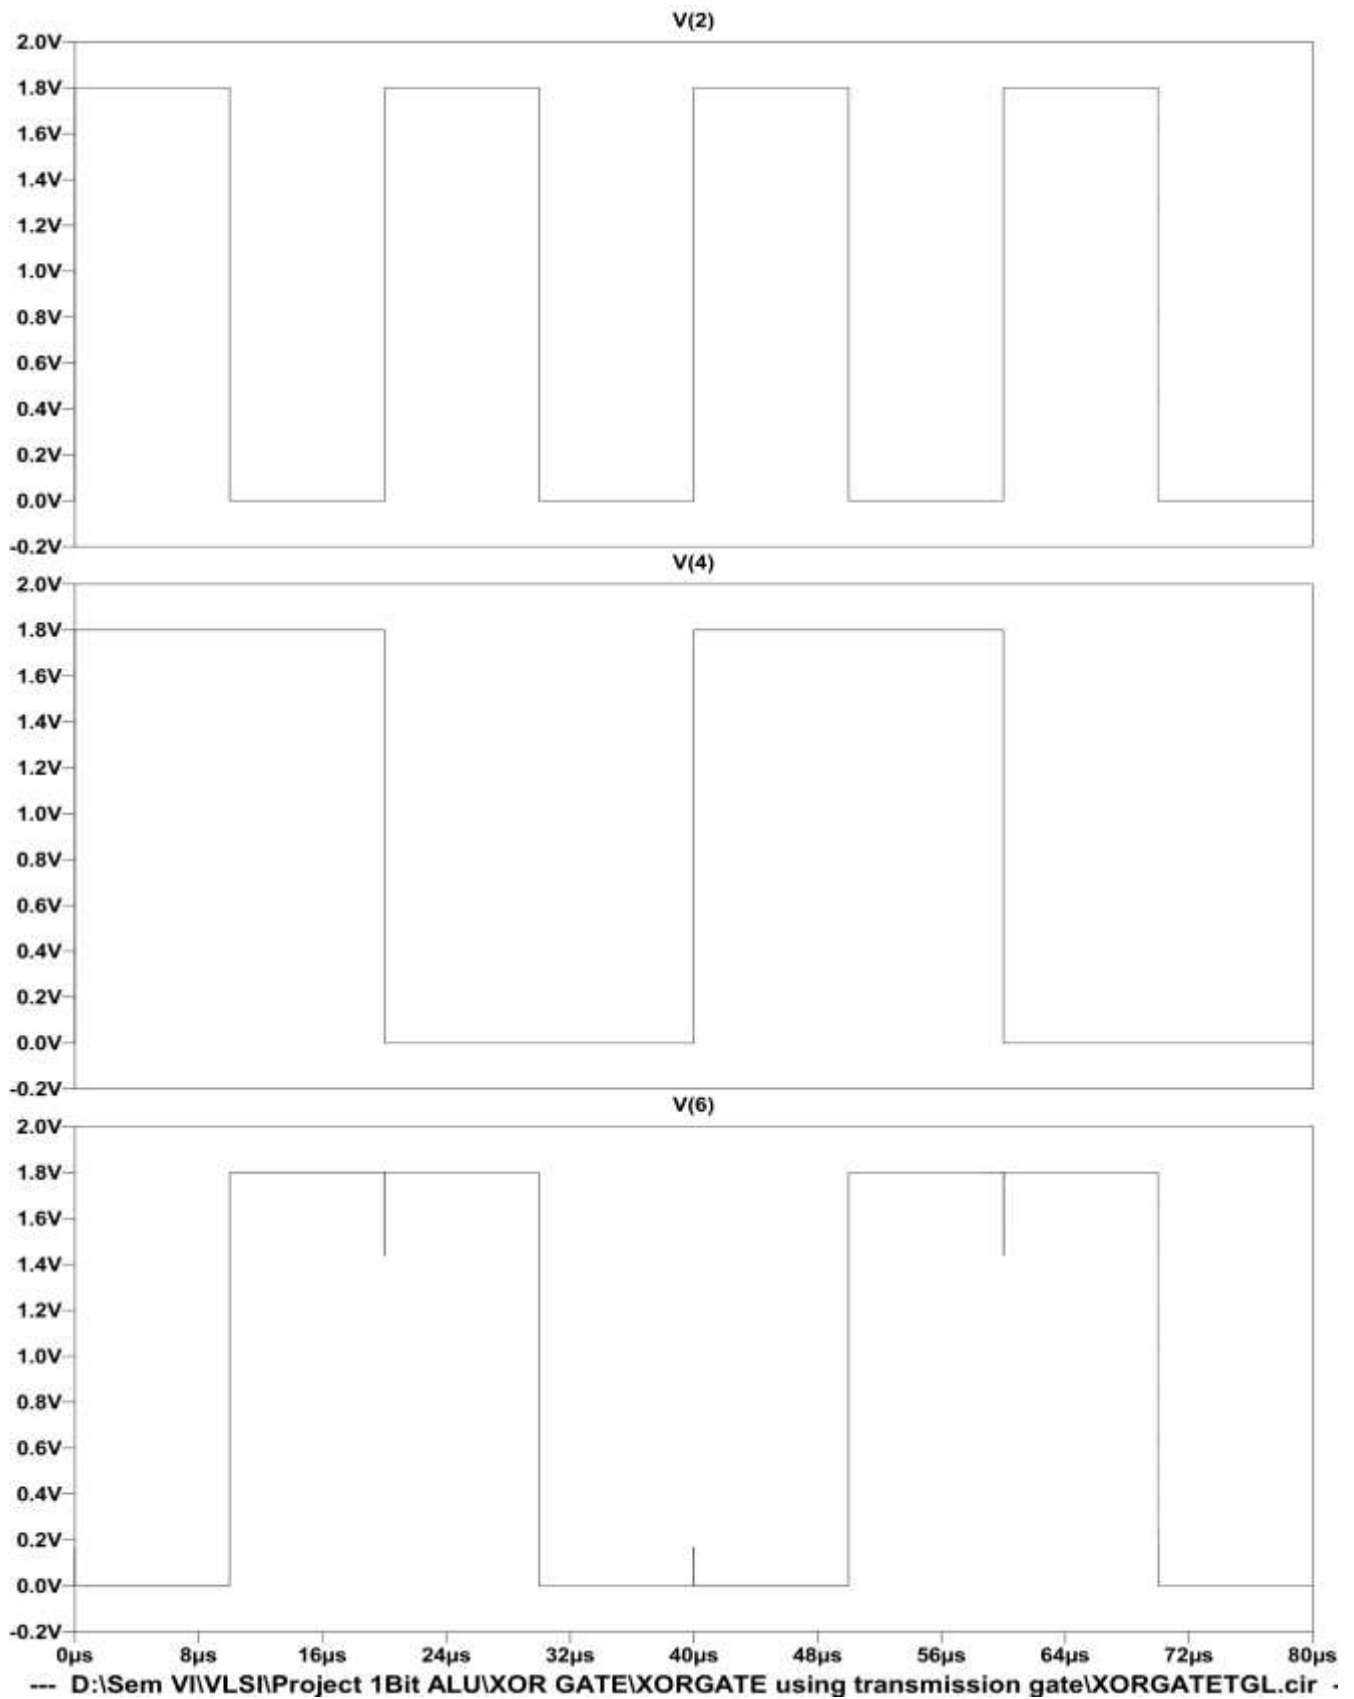 V(2)
2.0V
1.8V
1.6V
1.4V
1.2V
1.0V
0.8V
0.6V
0.4V
0.2V
0.0V
-0.2V
V(4)
2.0V
1.8V
1.6V
1.4V
1.2V
1.0V
0.8V
0.6V
0.4V
0.2V
0.0V
-0.2V
V(6)
2.0V
1.8V
1.6V
1.4V
1.2V
1.0V
0.8V
0.6V
0.4V
0.2V
0.0V
-0.2V
0µs 8µs 16µs 24µs 32µs 40µs 48µs 56µs 64µs 72µs 80µs
--- D:\Sem VI\VLSI\Project 1Bit ALU\XOR GATE\XORGATE using transmission gate\XORGATETGL.cir -